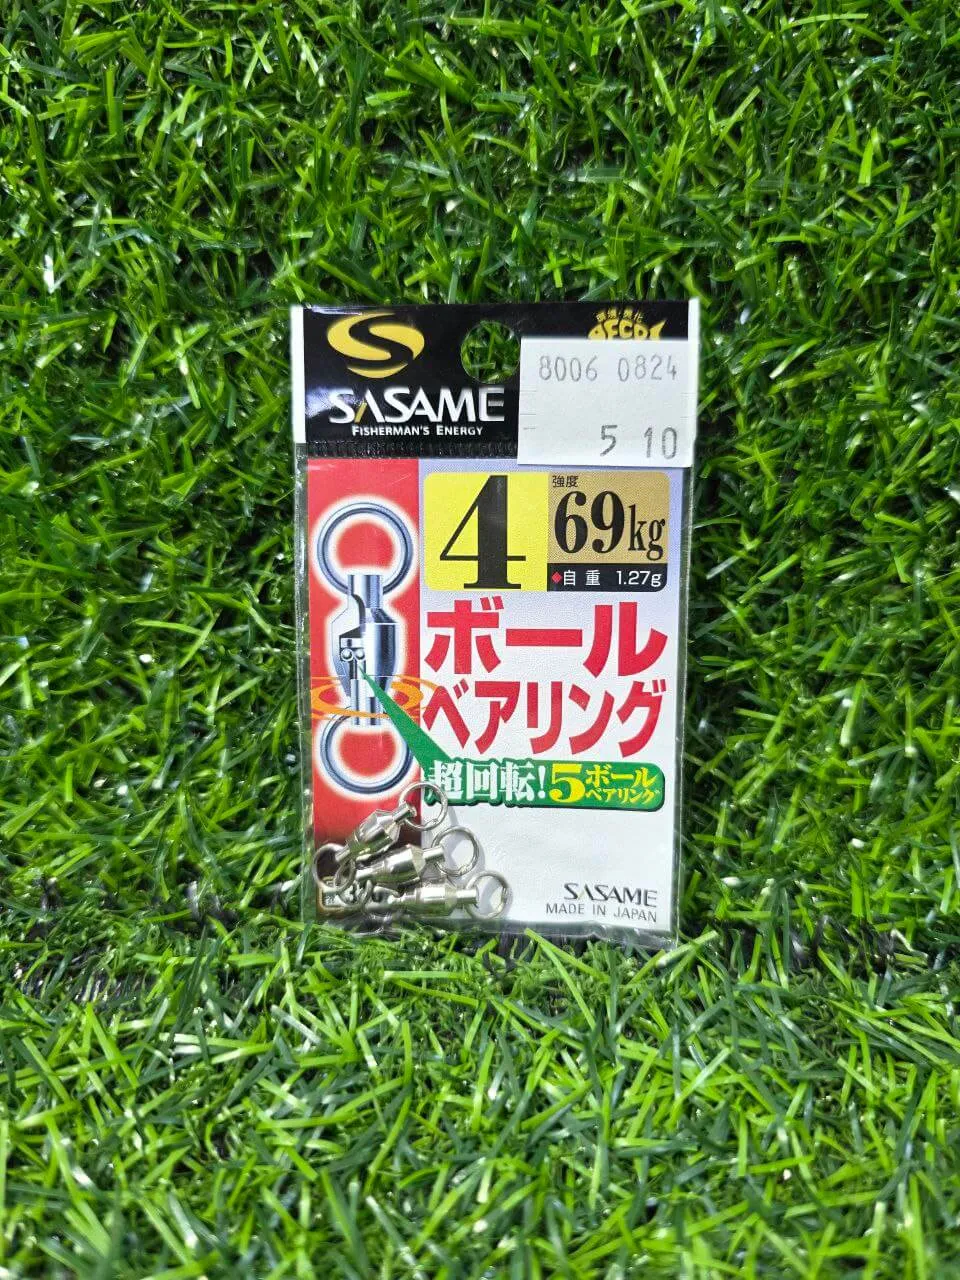 SASAME
FISHERMAN'S ENERGY
8006 0824
5 10
4
強度
69kg
◆自重 1.27g
ボール
ベアリング
超回転!5ボール
ベアリング
SASAME
MADE IN JAPAN